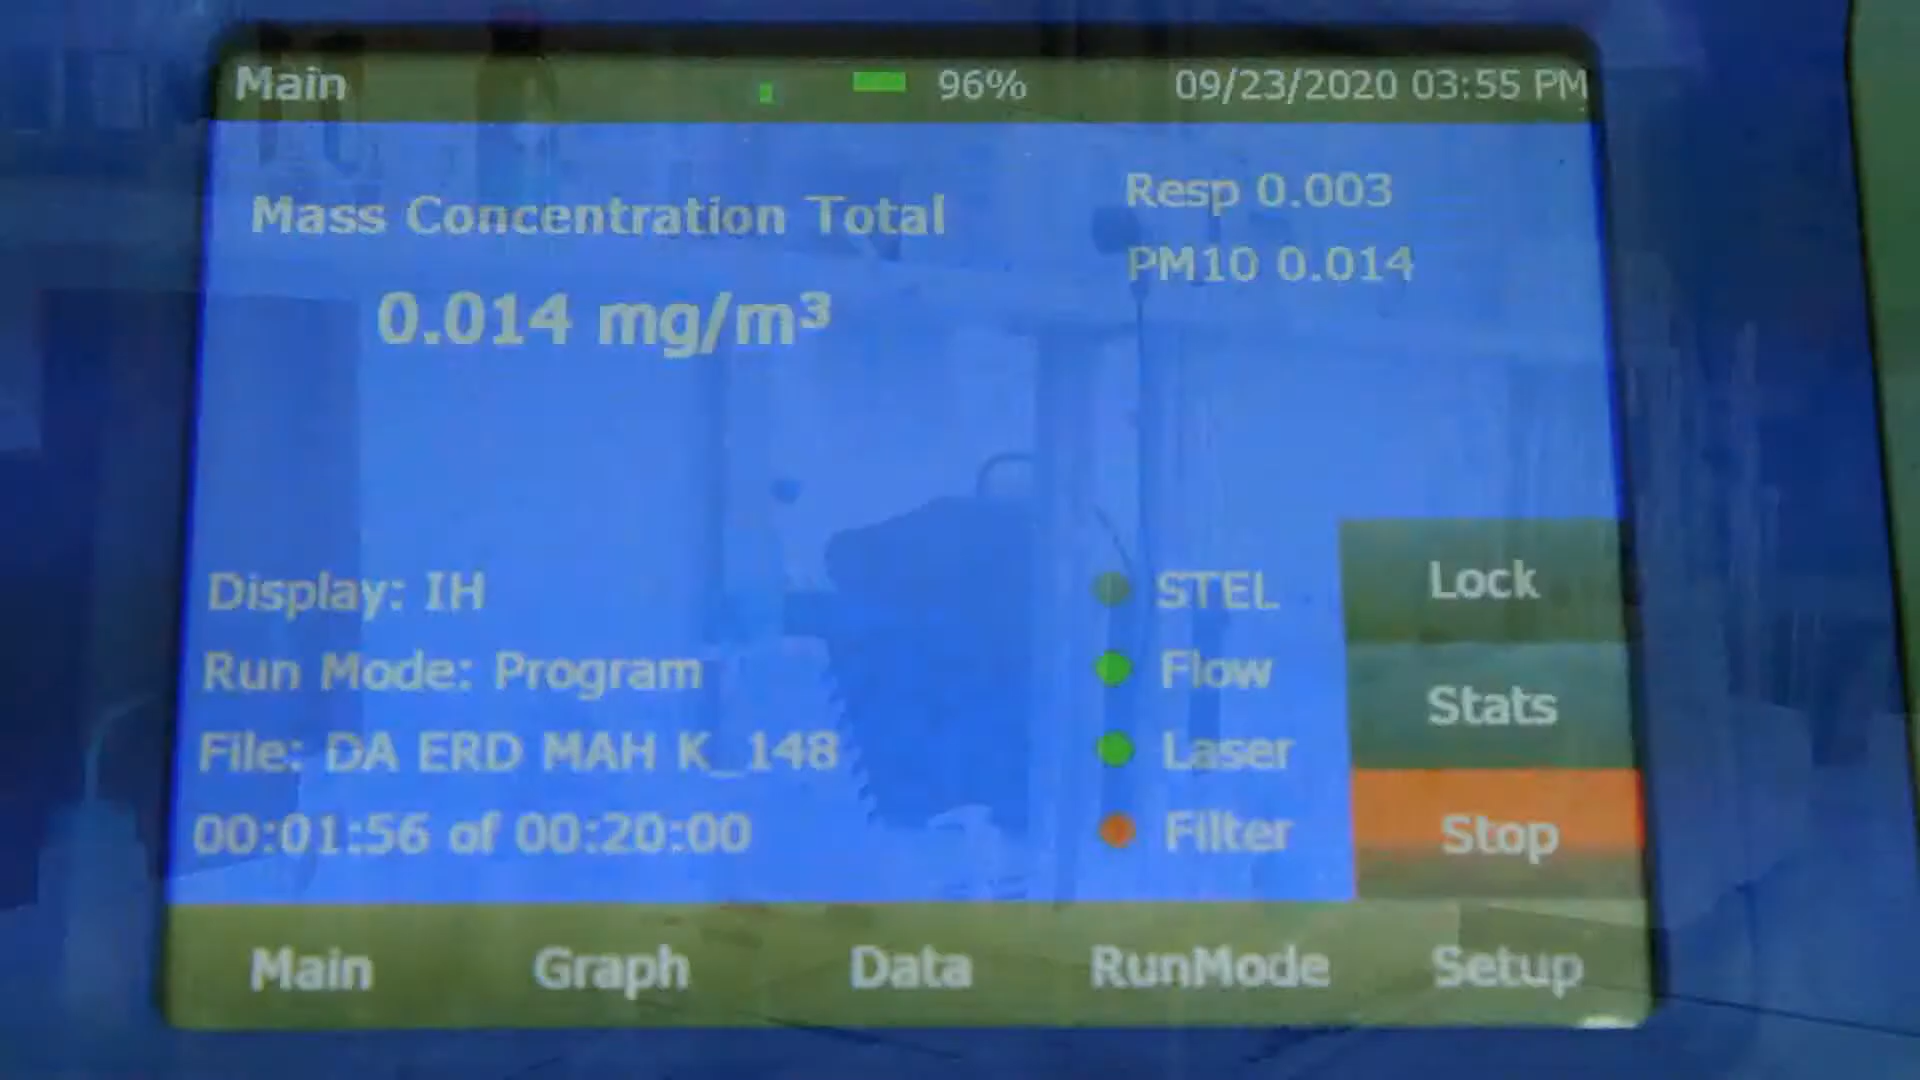 Main 96% 09/23/2020 03:55 PM
Mass Concentration Total
0.014 mg/m³
Resp 0.003
PM10 0.014
Display: IH
Run Mode: Program
File: DA ERD MAH K_148
00:01:56 of 00:20:00
STEL
Flow
Laser
Filter
Lock
Stats
Stop
Main Graph Data RunMode Setup